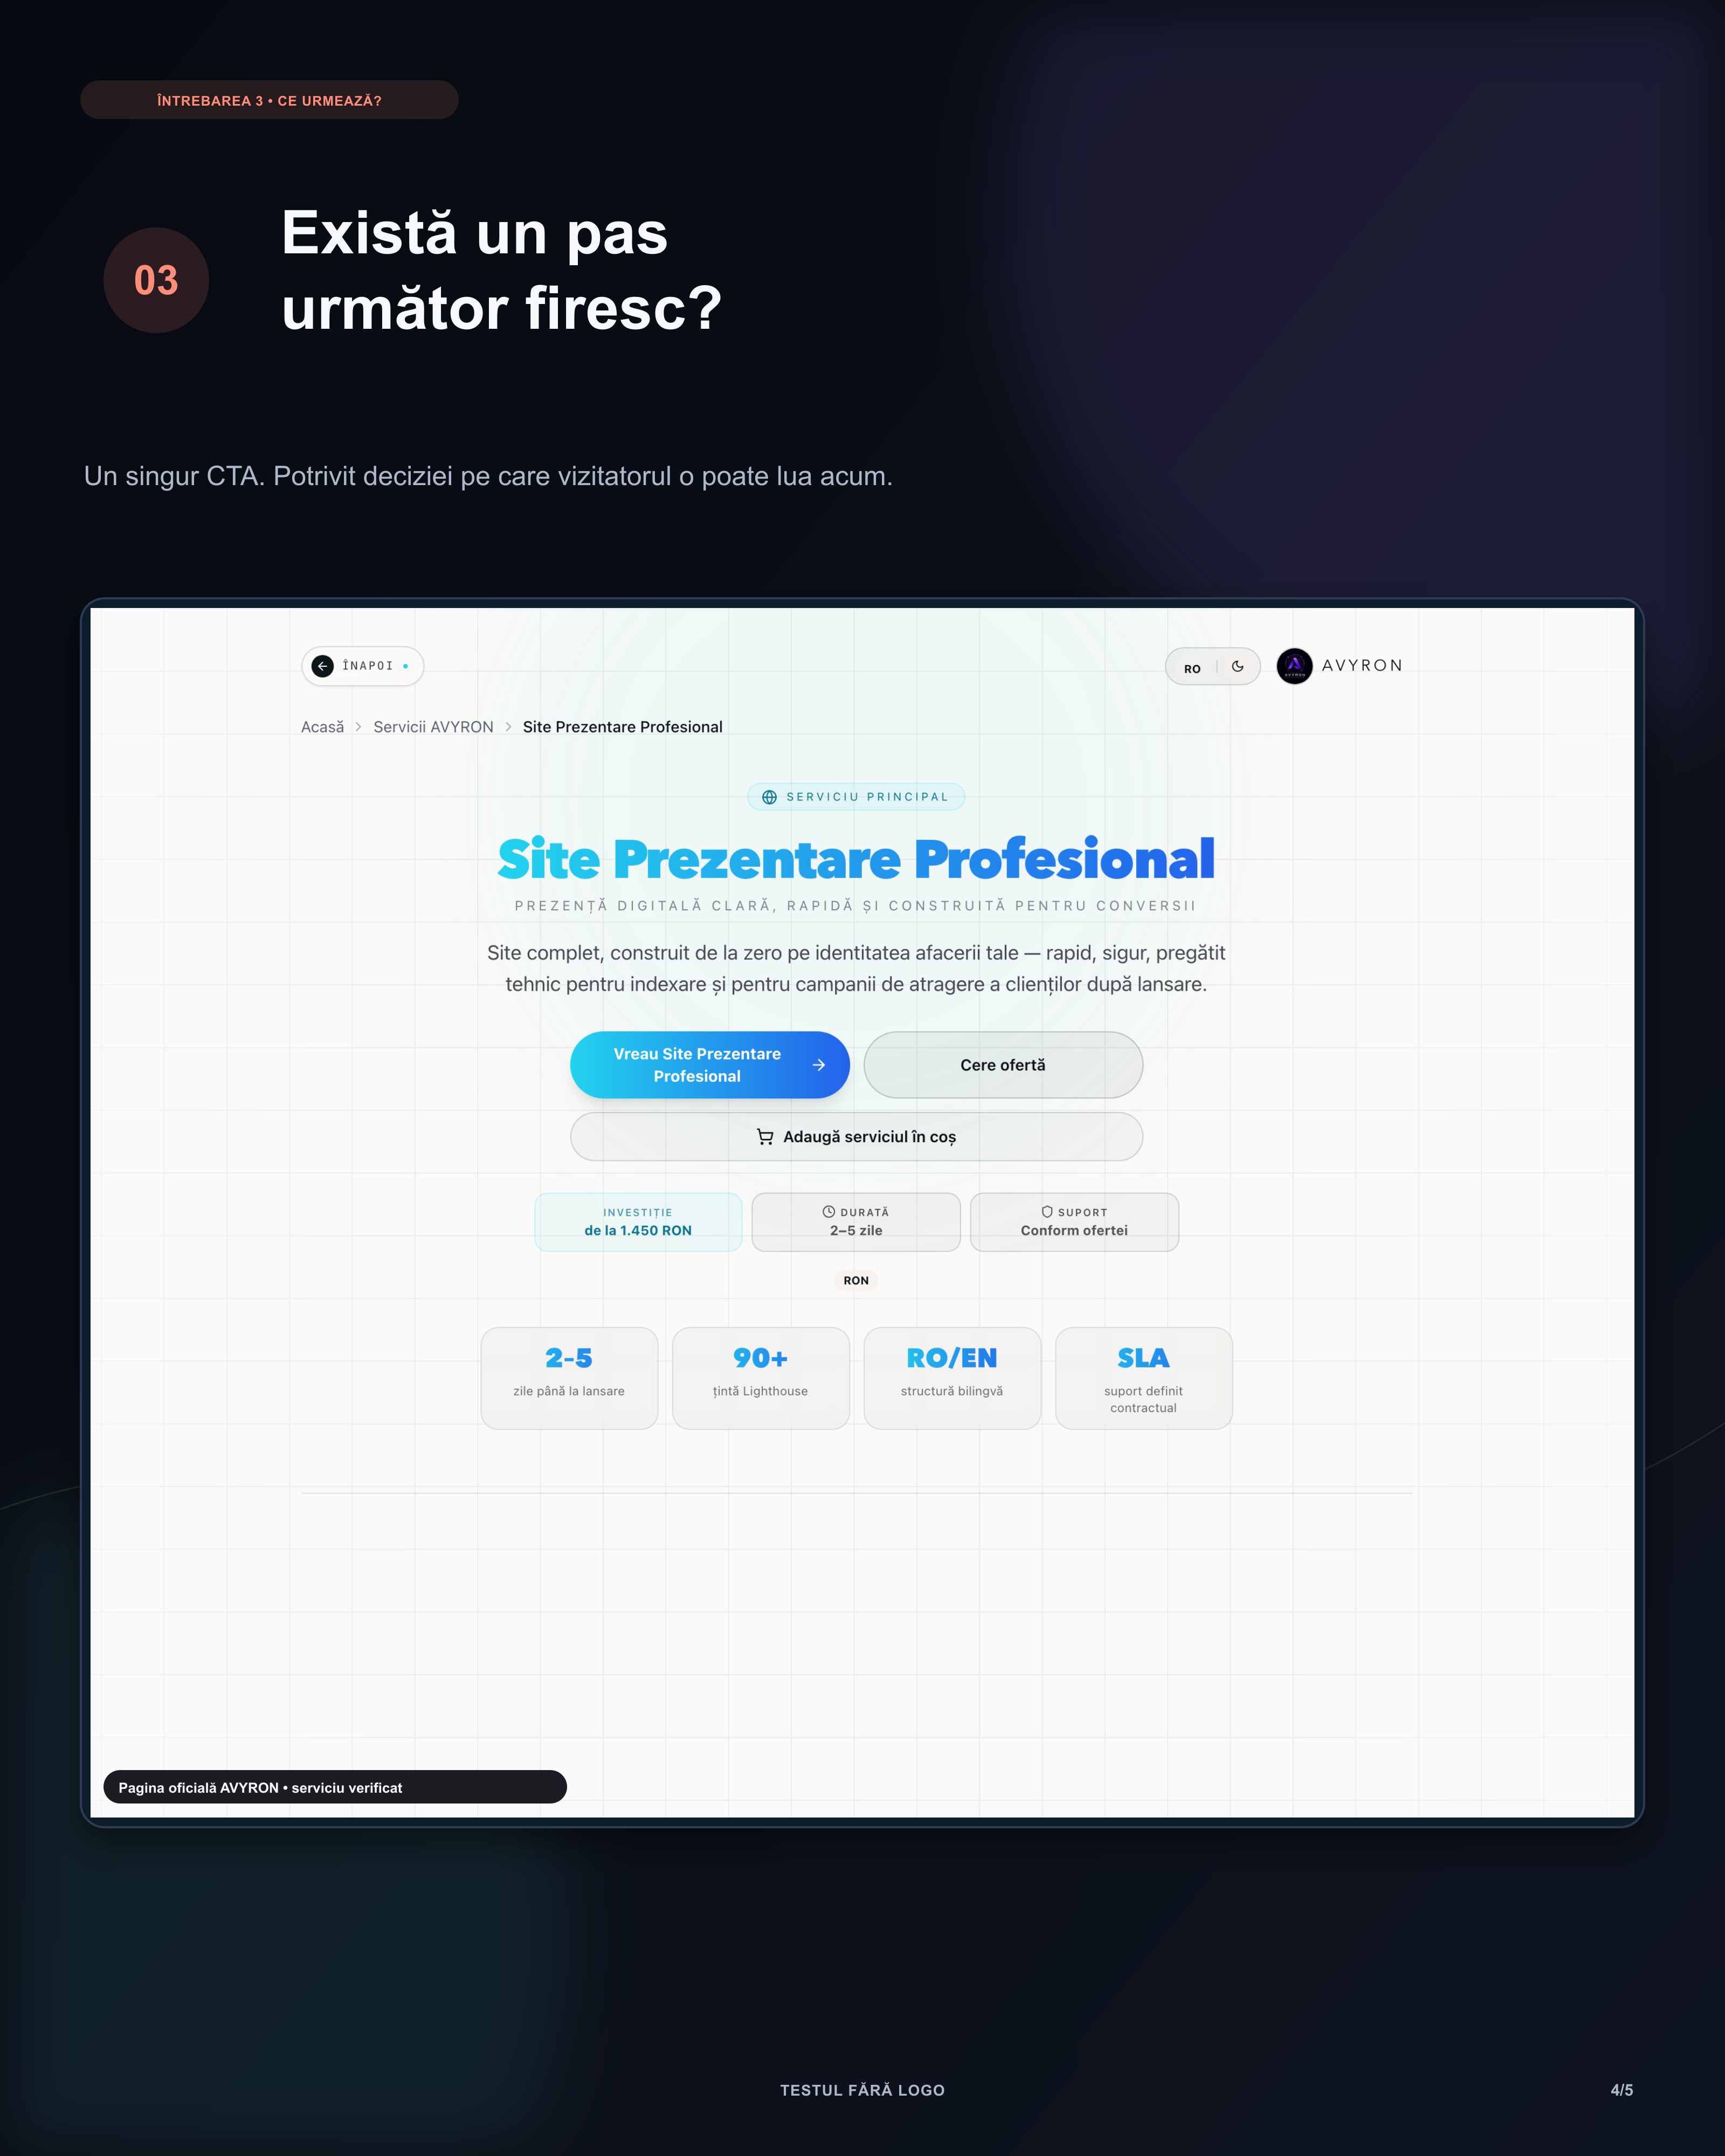 ÎNTREBAREA 3 • CE URMEAZĂ?
03
Există un pas
următor firesc?
Un singur CTA. Potrivit deciziei pe care vizitatorul o poate lua acum.
ÎNAPOI
RO
AVYRON
Acasă > Servicii AVYRON > Site Prezentare Profesional
SERVICIU PRINCIPAL
Site Prezentare Profesional
PREZENȚĂ DIGITALĂ CLARĂ, RAPIDĂ ȘI CONSTRUITĂ PENTRU CONVERSII
Site complet, construit de la zero pe identitatea afacerii tale — rapid, sigur, pregătit
tehnic pentru indexare și pentru campanii de atragere a clienților după lansare.
Vreau Site Prezentare
Profesional
Cere ofertă
Adaugă serviciul în coș
INVESTIȚIE
de la 1.450 RON
DURATĂ
2–5 zile
SUPORT
Conform ofertei
RON
2-5
zile până la lansare
90+
țintă Lighthouse
RO/EN
structură bilingvă
SLA
suport definit
contractual
Pagina oficială AVYRON • serviciu verificat
TESTUL FĂRĂ LOGO
4/5